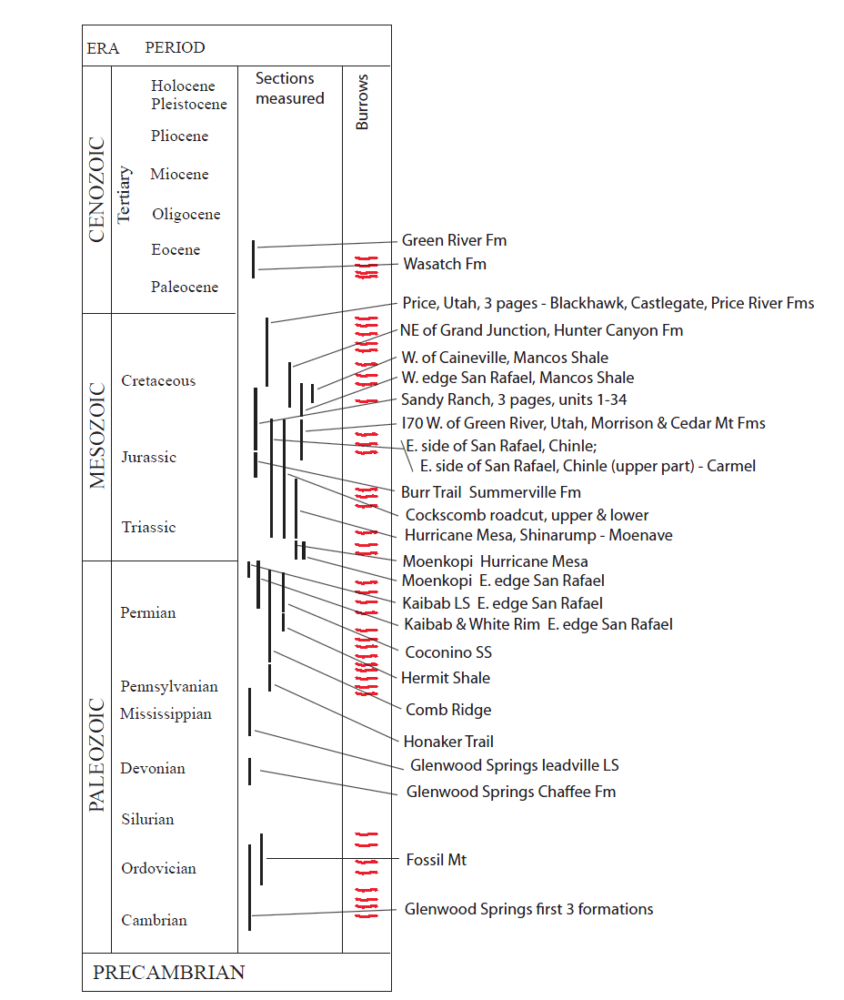 ERA PERIOD
Sections
measured
Burrows
CENOZOIC
Tertiary
Holocene
Pleistocene
Pliocene
Miocene
Oligocene
Eocene
Paleocene
MESOZOIC
Cretaceous
Jurassic
Triassic
PALEOZOIC
Permian
Pennsylvanian
Mississippian
Devonian
Silurian
Ordovician
Cambrian
PRECAMBRIAN
Green River Fm
Wasatch Fm
Price, Utah, 3 pages - Blackhawk, Castlegate, Price River Fms
NE of Grand Junction, Hunter Canyon Fm
W. of Caineville, Mancos Shale
W. edge San Rafael, Mancos Shale
Sandy Ranch, 3 pages, units 1-34
I70 W. of Green River, Utah, Morrison & Cedar Mt Fms
E. side of San Rafael, Chinle;
E. side of San Rafael, Chinle (upper part) - Carmel
Burr Trail Summerville Fm
Cockscomb roadcut, upper & lower
Hurricane Mesa, Shinarump - Moenave
Moenkopi Hurricane Mesa
Moenkopi E. edge San Rafael
Kaibab LS E. edge San Rafael
Kaibab & White Rim E. edge San Rafael
Coconino SS
Hermit Shale
Comb Ridge
Honaker Trail
Glenwood Springs leadville LS
Glenwood Springs Chaffee Fm
Fossil Mt
Glenwood Springs first 3 formations